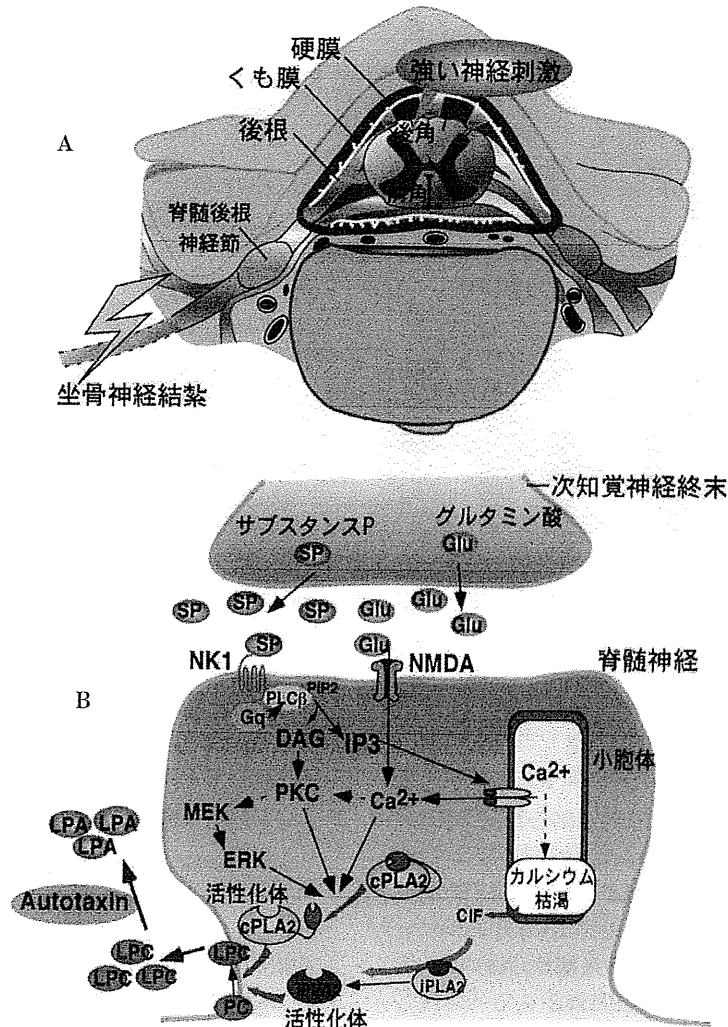 硬膜
強い神経刺激
くも膜
後角
後根
A
脊髄後根
神経節
坐骨神経結紮
一次知覚神経終末
サブスタンスP
グルタミン酸
SP
Glu
SP
SP
SP
Glu
Glu
Glu
SP
Glu
NK1
NMDA
脊髄神経
B
PLCβ
PIP2
Gq
DAG
IP3
Ca2+
小胞体
PKC
Ca2+
MEK
LPA
LPA
LPA
ERK
カルシウム
枯渇
活性化体
cPLA2
Autotaxin
cPLA2
CIF
LPC
LPC
LPC
LPC
PC
iPLA2
活性化体